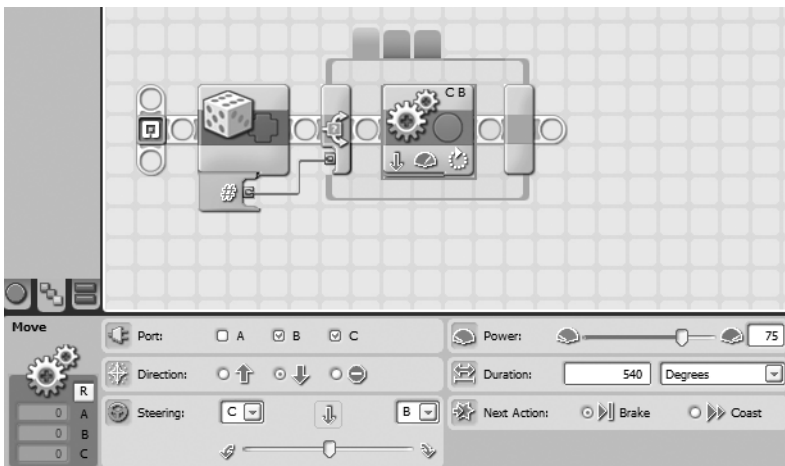 C B
#
Move
Port: A B C
Power: 75
Direction:
Duration: 540 Degrees
Steering: C B
Next Action: Brake Coast
R
0 A
0 B
0 C